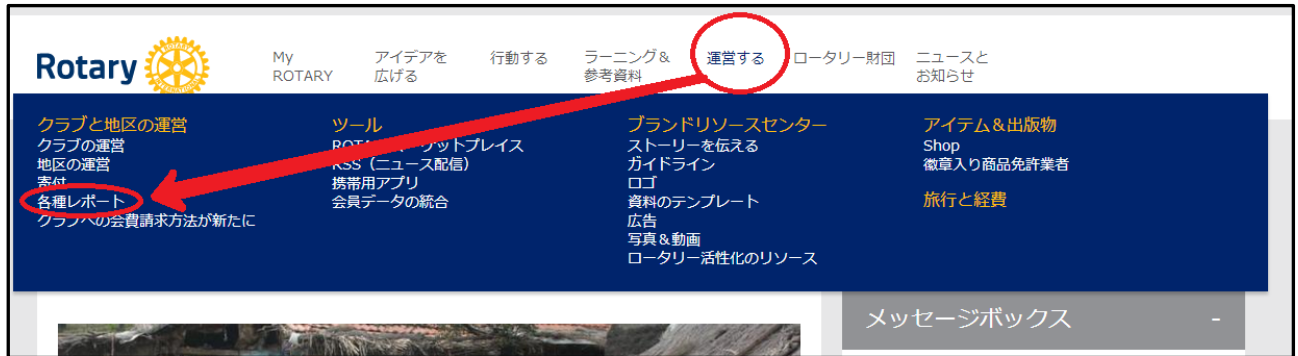 Rotary
My
ROTARY
アイデアを
広げる
行動する
ラーニング＆
参考資料
運営する
ロータリー財団
ニュースと
お知らせ
クラブと地区の運営
クラブの運営
地区の運営
寄付
各種レポート
クラブへの会費請求方法が新たに
ツール
ットプレイス
RSS（ニュース配信）
携帯用アプリ
会員データの統合
ブランドリソースセンター
ストーリーを伝える
ガイドライン
ロゴ
資料のテンプレート
広告
写真＆動画
ロータリー活性化のリソース
アイテム＆出版物
Shop
徽章入り商品免許業者
旅行と経費
メッセージボックス -